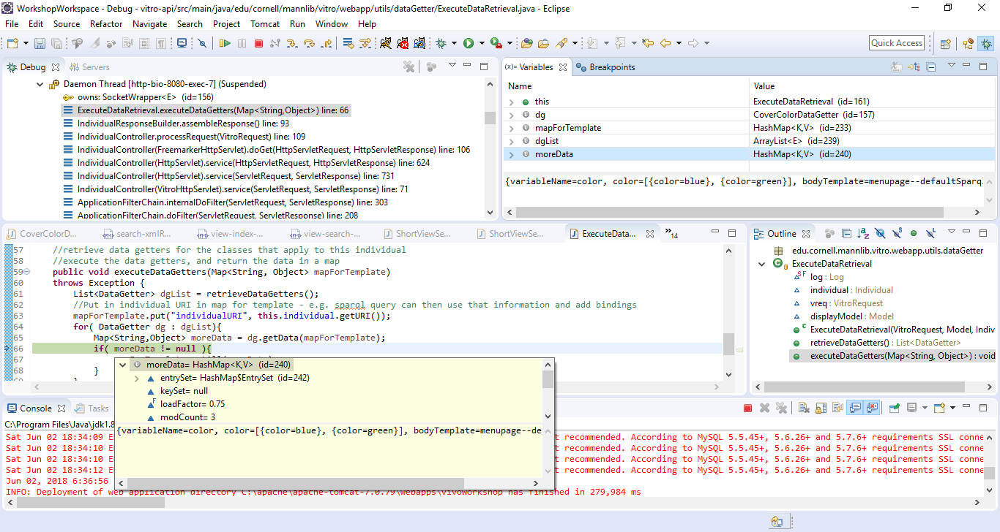 WorkshopWorkspace - Debug - vitro-api/src/main/java/edu/cornell/mannlib/vitro/webapp/utils/dataGetter/ExecuteDataRetrieval.java - Eclipse
File Edit Source Refactor Navigate Search Project Tomcat Run Window Help
Quick Access
Debug Servers
Daemon Thread [http-bio-8080-exec-7] (Suspended)
owns: SocketWrapper<E> (id=156)
ExecuteDataRetrieval.executeDataGetters(Map<String,Object>) line: 66
IndividualResponseBuilder.assembleResponse() line: 93
IndividualController.processRequest(VitroRequest) line: 109
IndividualController(FreemarkerHttpServlet).doGet(HttpServletRequest, HttpServletResponse) line: 106
IndividualController(HttpServlet).service(HttpServletRequest, HttpServletResponse) line: 624
IndividualController(HttpServlet).service(ServletRequest, ServletResponse) line: 731
IndividualController(VitroHttpServlet).service(ServletRequest, ServletResponse) line: 71
ApplicationFilterChain.internalDoFilter(ServletRequest, ServletResponse) line: 303
ApplicationFilterChain.doFilter(ServletRequest, ServletResponse) line: 208
(x)= Variables Breakpoints
Name Value
this ExecuteDataRetrieval (id=161)
dg CoverColorDataGetter (id=157)
mapForTemplate HashMap<K,V> (id=233)
dgList ArrayList<E> (id=239)
moreData HashMap<K,V> (id=240)
{variableName=color, color=[{color=blue}, {color=green}], bodyTemplate=menupage--defaultSparq
CoverColorD... search-xmlR... view-index-... view-search-... ShortViewSe... ShortViewSe... ExecuteData... »14
57 //retrieve data getters for the classes that apply to this individual
58 //execute the data getters, and return the data in a map
59 public void executeDataGetters(Map<String, Object> mapForTemplate)
60 throws Exception {
61 List<DataGetter> dgList = retrieveDataGetters();
62 //Put in individual URI in map for template - e.g. sparql query can then use that information and add bindings
63 mapForTemplate.put("individualURI", this.individual.getURI());
64 for( DataGetter dg : dgList){
65 Map<String,Object> moreData = dg.getData(mapForTemplate);
66 if( moreData != null ){
67
68 }
moreData= HashMap<K,V> (id=240)
entrySet= HashMap$EntrySet (id=242)
keySet= null
loadFactor= 0.75
modCount= 3
{variableName=color, color=[{color=blue}, {color=green}], bodyTemplate=menupage--de
Outline
edu.cornell.mannlib.vitro.webapp.utils.dataGetter
ExecuteDataRetrieval
log : Log
individual : Individual
vreq : VitroRequest
displayModel : Model
ExecuteDataRetrieval(VitroRequest, Model, Indiv
retrieveDataGetters() : List<DataGetter>
executeDataGetters(Map<String, Object>) : void
Console Tasks
C:\Program Files\Java\jdk1.8
Sat Jun 02 18:34:09 E t recommended. According to MySQL 5.5.45+, 5.6.26+ and 5.7.6+ requirements SSL conne
Sat Jun 02 18:34:10 E t recommended. According to MySQL 5.5.45+, 5.6.26+ and 5.7.6+ requirements SSL conne
Sat Jun 02 18:34:10 E t recommended. According to MySQL 5.5.45+, 5.6.26+ and 5.7.6+ requirements SSL conne
Sat Jun 02 18:34:12 E t recommended. According to MySQL 5.5.45+, 5.6.26+ and 5.7.6+ requirements SSL conne
Jun 02, 2018 6:36:56
INFO: Deployment of web application directory C:\apache\apache-tomcat-7.0.79\webapps\vivoworkshop has finished in 279,984 ms